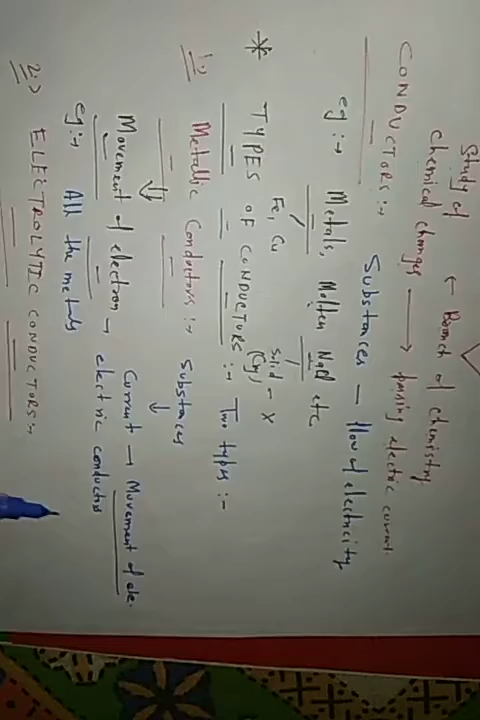 Study of ← Branch of chemistry
chemical changes → passing electric current.
CONDUCTORS :→ Substances — flow of electricity
eg :→ Metals, Molten NaCl etc
Fe, Cu Solid - X
* TYPES OF CONDUCTORS :→ Two types :-
1.) Metallic Conductors :→ Substances
Current → Movement of ele.
Movement of electron → electric conductors
eg :→ All the metals
2.) ELECTROLYTIC CONDUCTORS :→